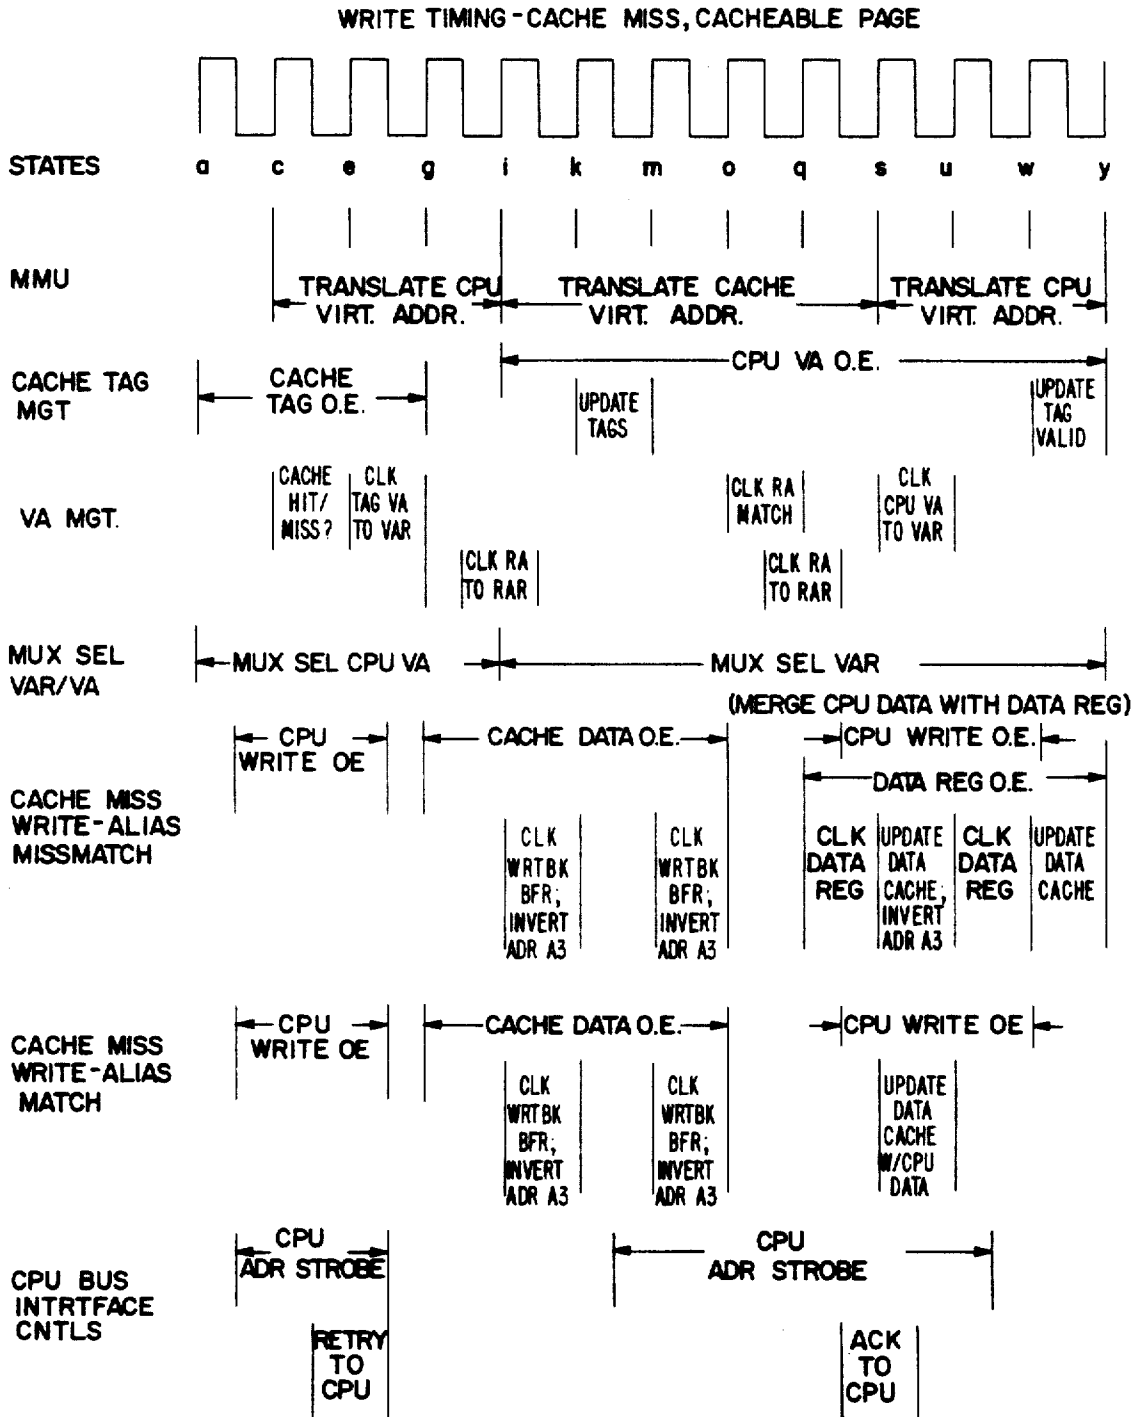 WRITE TIMING-CACHE MISS, CACHEABLE PAGE
STATES a c e g i k m o q s u w y
MMU
TRANSLATE CPU
VIRT. ADDR.
TRANSLATE CACHE
VIRT. ADDR.
TRANSLATE CPU
VIRT. ADDR.
CACHE TAG
MGT
CACHE
TAG O.E.
CPU VA O.E.
UPDATE
TAGS
UPDATE
TAG
VALID
VA MGT.
CACHE
HIT/
MISS?
CLK
TAG VA
TO VAR
CLK RA
TO RAR
CLK RA
MATCH
CLK RA
TO RAR
CLK
CPU VA
TO VAR
MUX SEL
VAR/VA
MUX SEL CPU VA
MUX SEL VAR
(MERGE CPU DATA WITH DATA REG)
CACHE MISS
WRITE-ALIAS
MISSMATCH
CPU
WRITE OE
CACHE DATA O.E.
CPU WRITE O.E.
DATA REG O.E.
CLK
WRTBK
BFR;
INVERT
ADR A3
CLK
WRTBK
BFR;
INVERT
ADR A3
CLK
DATA
REG
UPDATE
DATA
CACHE;
INVERT
ADR A3
CLK
DATA
REG
UPDATE
DATA
CACHE
CACHE MISS
WRITE-ALIAS
MATCH
CPU
WRITE OE
CACHE DATA O.E.
CPU WRITE OE
CLK
WRTBK
BFR;
INVERT
ADR A3
CLK
WRTBK
BFR;
INVERT
ADR A3
UPDATE
DATA
CACHE
W/CPU
DATA
CPU BUS
INTRTFACE
CNTLS
CPU
ADR STROBE
CPU
ADR STROBE
RETRY
TO
CPU
ACK
TO
CPU